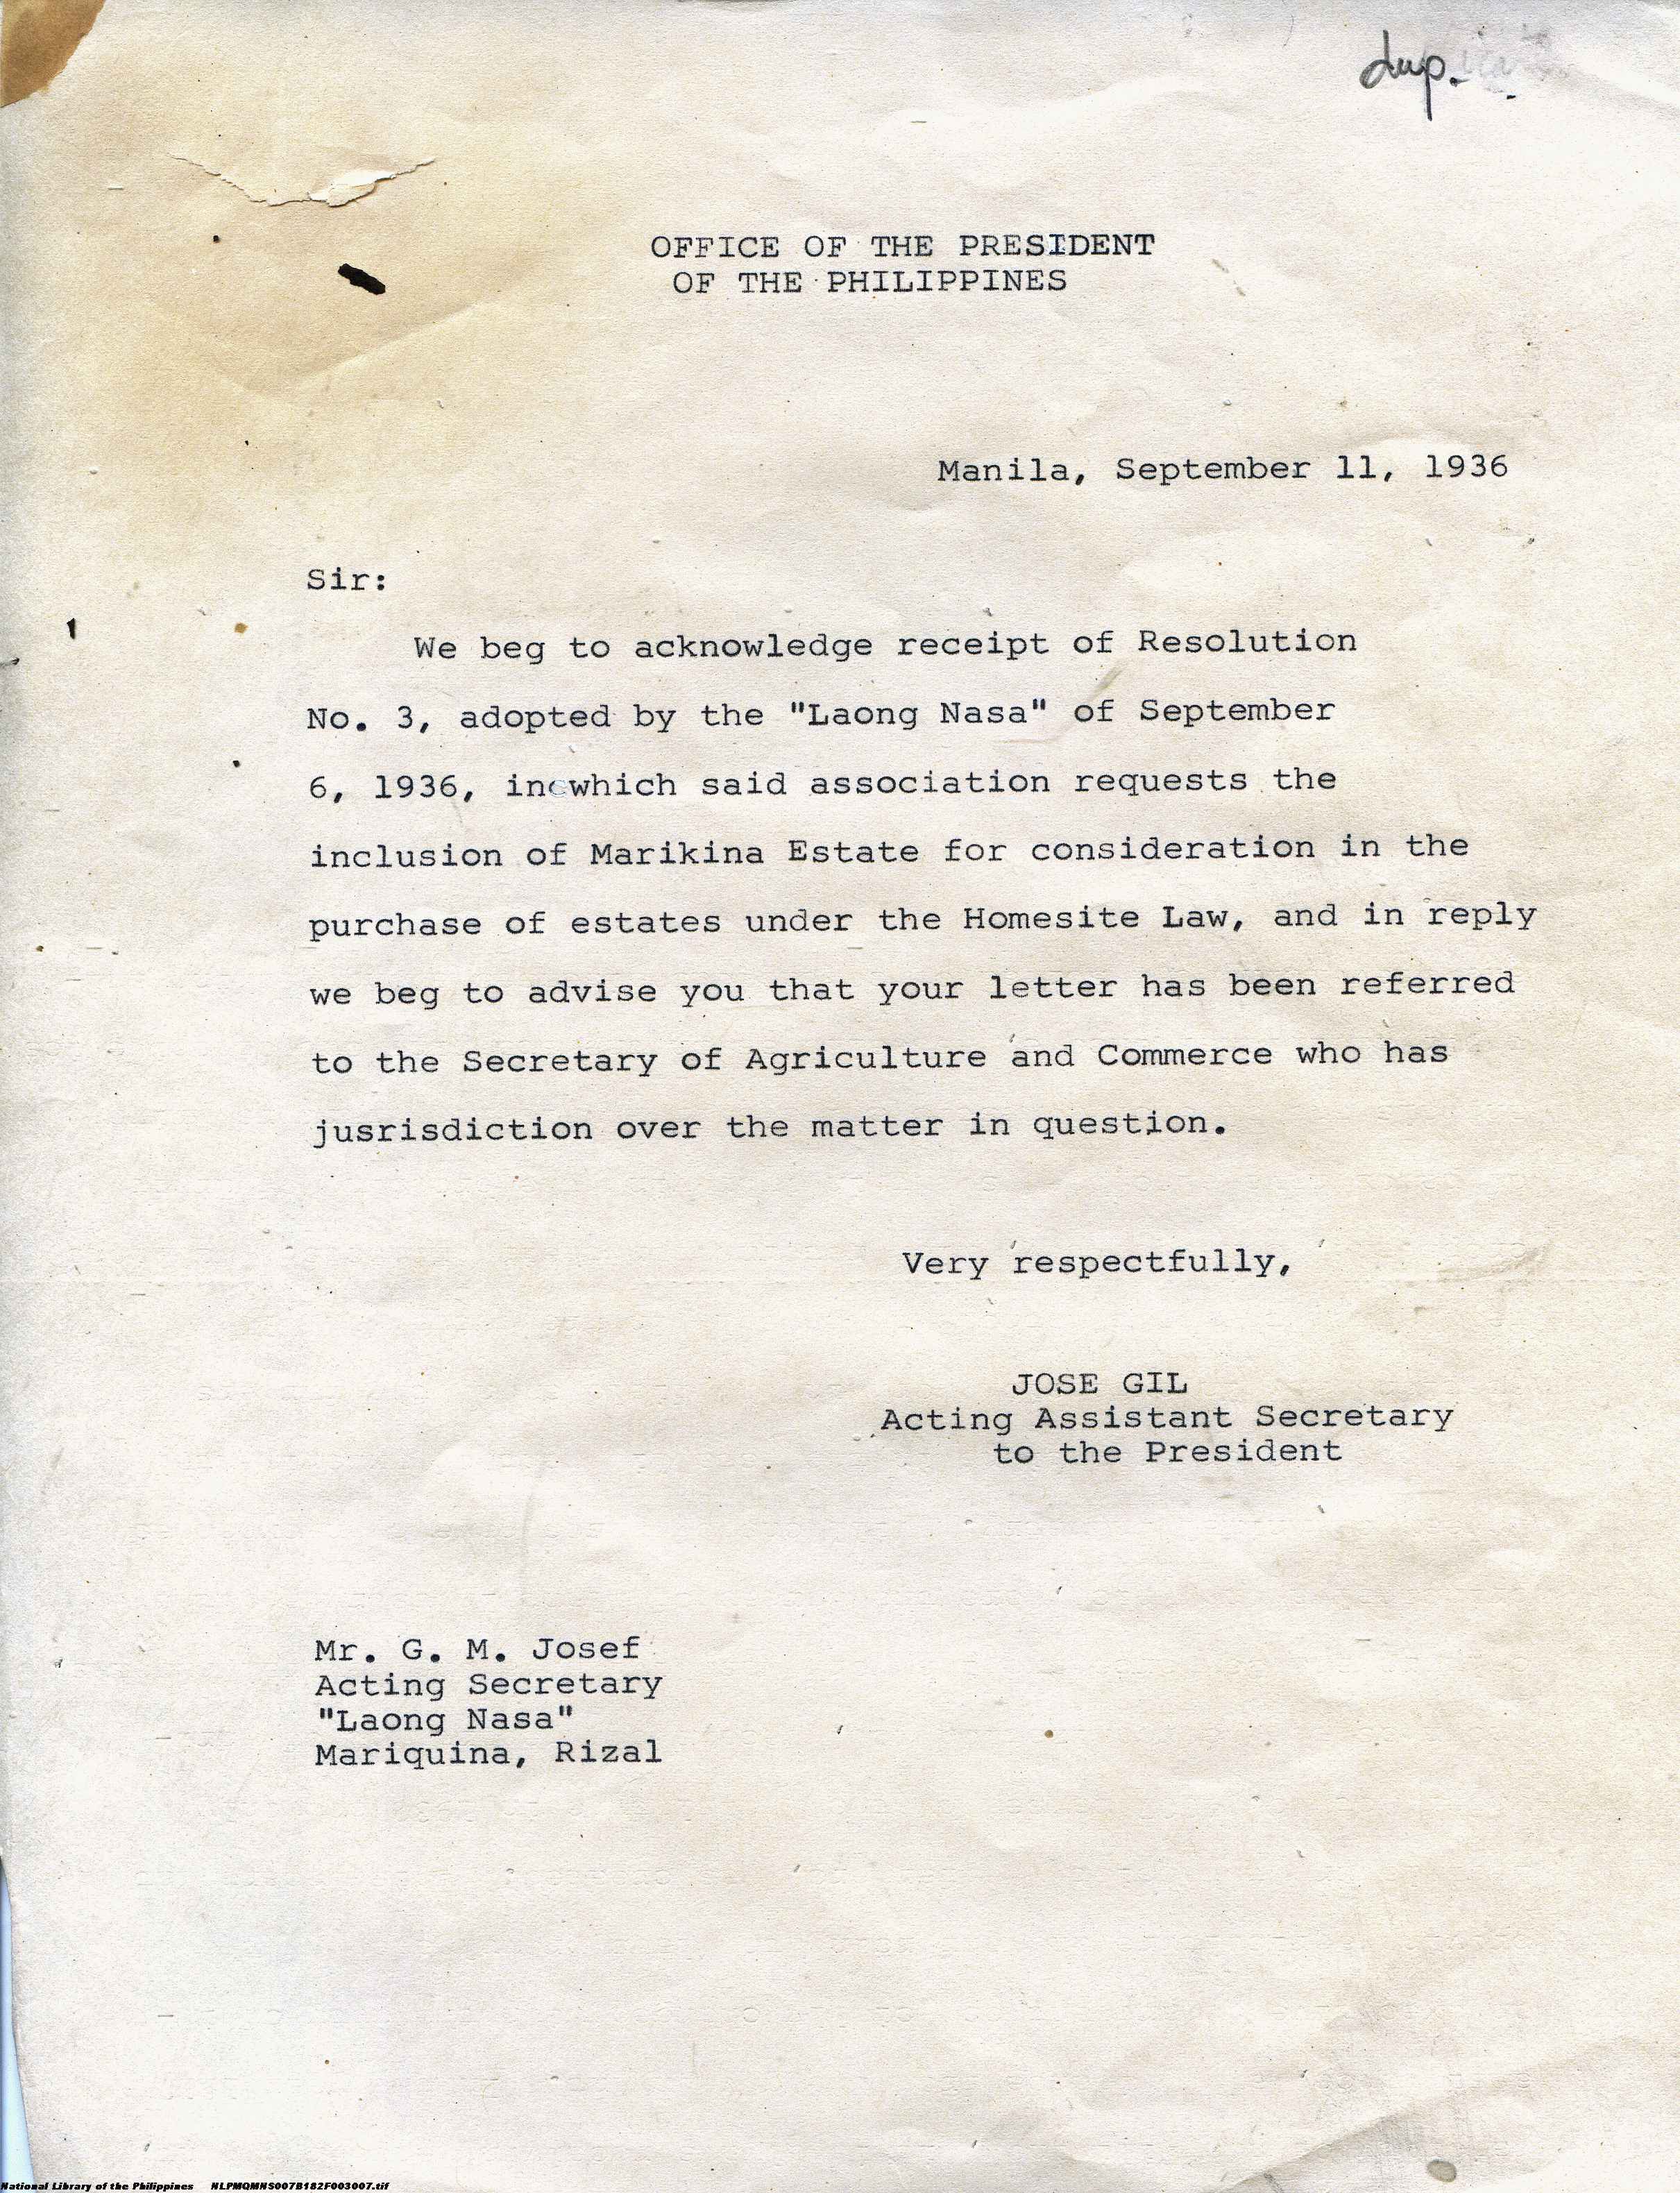 dup.
OFFICE OF THE PRESIDENT
OF THE PHILIPPINES
Manila, September 11, 1936
Sir:
We beg to acknowledge receipt of Resolution
No. 3, adopted by the "Laong Nasa" of September
6, 1936, in which said association requests the
inclusion of Marikina Estate for consideration in the
purchase of estates under the Homesite Law, and in reply
we beg to advise you that your letter has been referred
to the Secretary of Agriculture and Commerce who has
jusrisdiction over the matter in question.
Very respectfully,
JOSE GIL
Acting Assistant Secretary
to the President
Mr. G. M. Josef
Acting Secretary
"Laong Nasa"
Mariquina, Rizal
National Library of the Philippines NLPMQMNS007B182F003007.tif